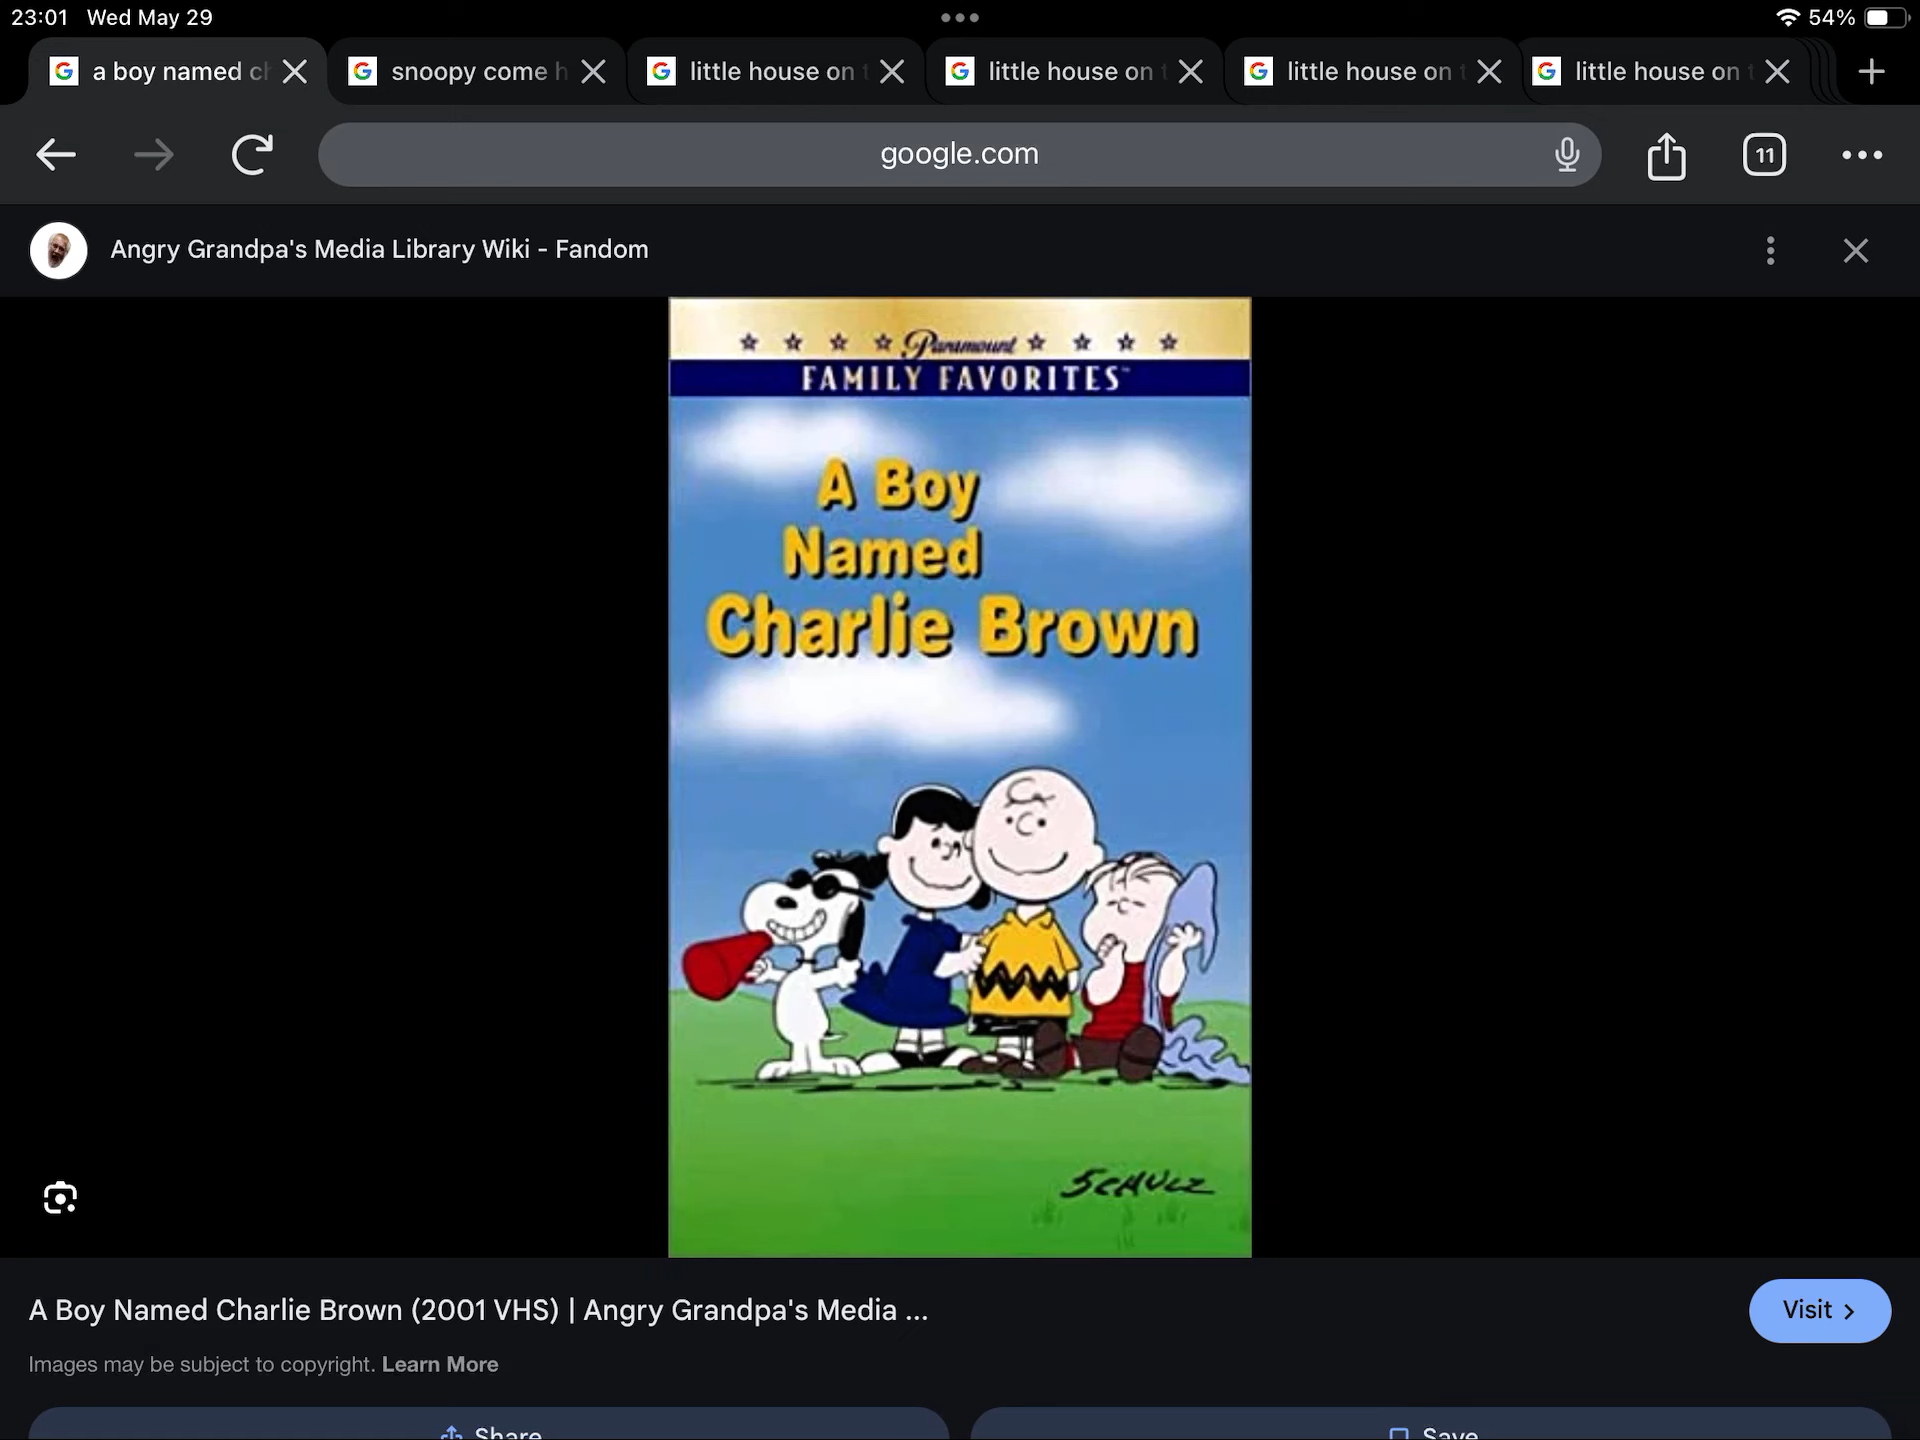 23:01 Wed May 29
54%
a boy named c
snoopy come h
little house on
little house on
little house on
little house on
google.com
11
Angry Grandpa's Media Library Wiki - Fandom
Paramount
FAMILY FAVORITES™
A Boy
Named
Charlie Brown
SCHULZ
A Boy Named Charlie Brown (2001 VHS) | Angry Grandpa's Media ...
Visit
Images may be subject to copyright. Learn More
Share
Save